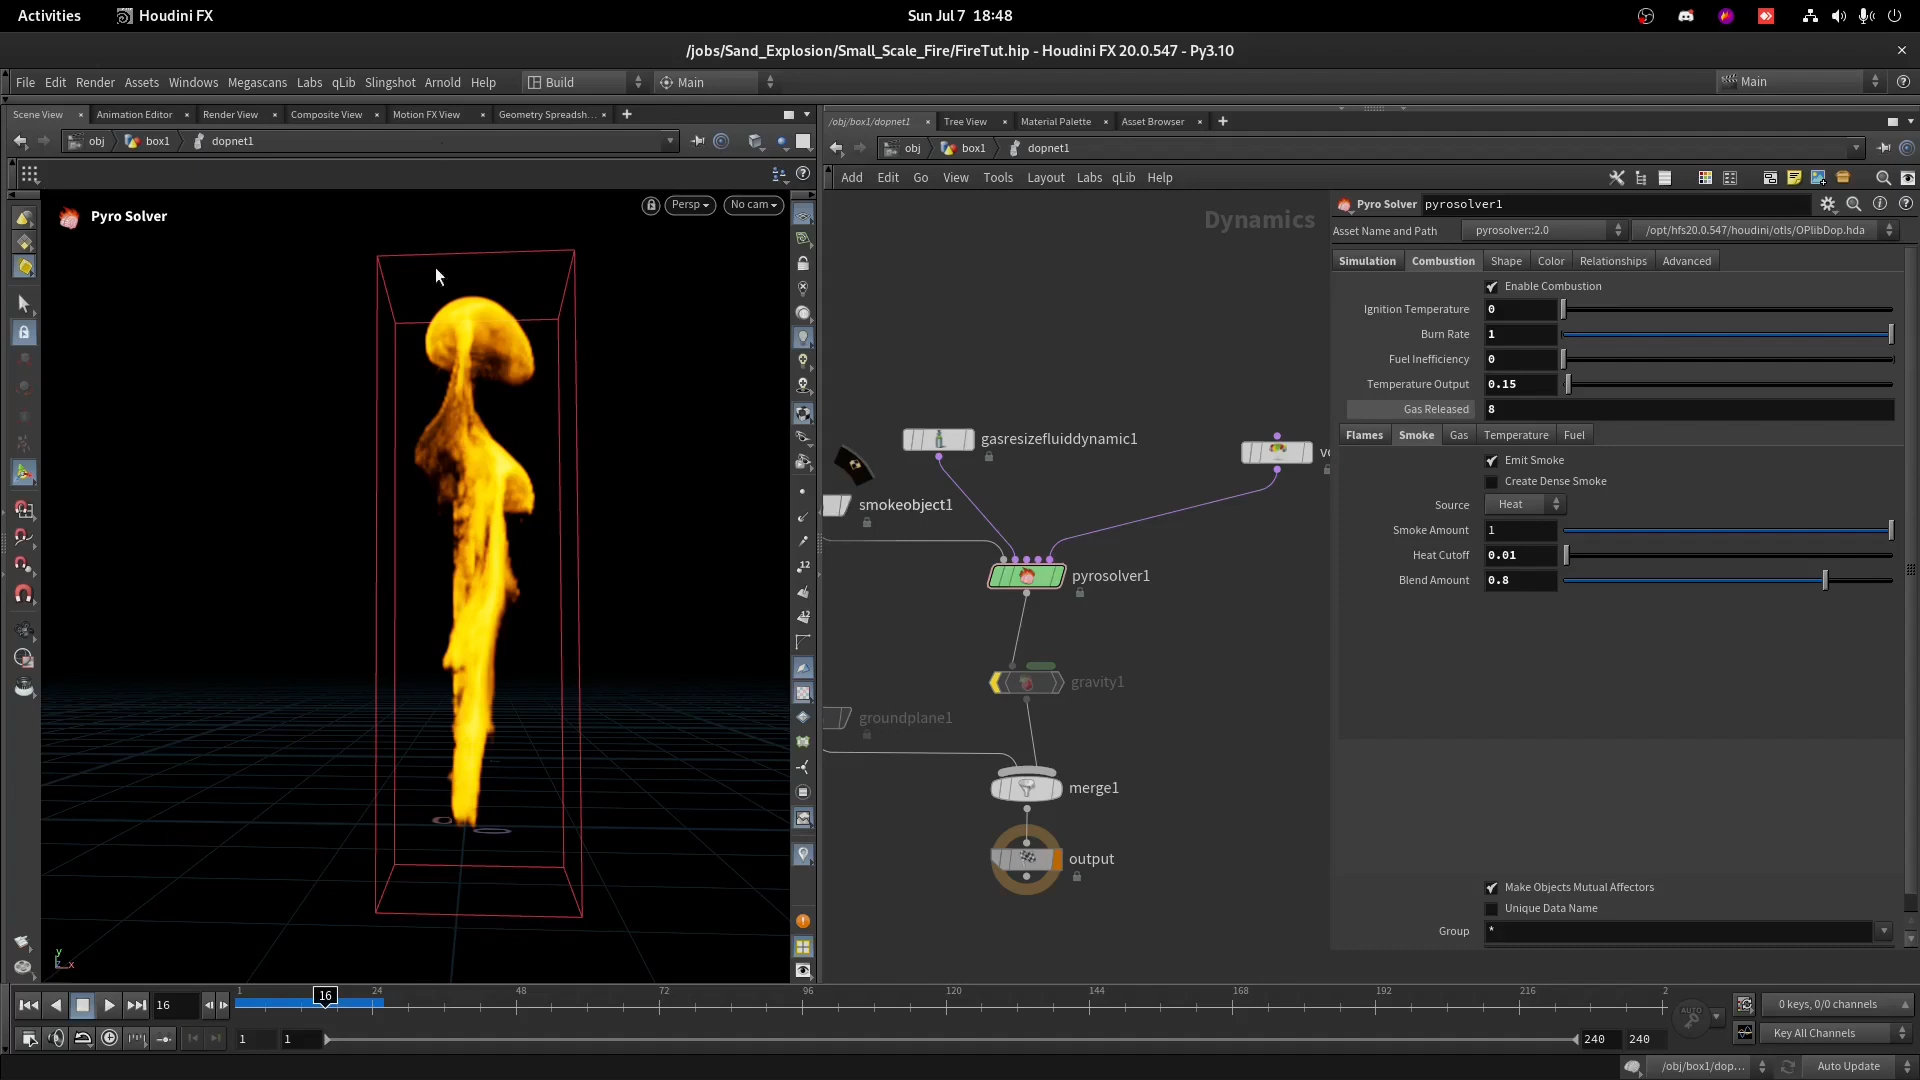 Activities
Houdini FX
Sun Jul 7 18:48
/jobs/Sand_Explosion/Small_Scale_Fire/FireTut.hip - Houdini FX 20.0.547 - Py3.10
File Edit Render Assets Windows Megascans Labs qLib Slingshot Arnold Help
Build
Main
Main
Scene View
Animation Editor
Render View
Composite View
Motion FX View
Geometry Spreadsh...
obj
box1
dopnet1
/obj/box1/dopnet1
Tree View
Material Palette
Asset Browser
obj
box1
dopnet1
Add Edit Go View Tools Layout Labs qLib Help
Pyro Solver
Persp
No cam
Dynamics
gasresizefluiddynamic1
smokeobject1
pyrosolver1
gravity1
groundplane1
merge1
output
Pyro Solver pyrosolver1
Asset Name and Path pyrosolver::2.0 /opt/hfs20.0.547/houdini/otls/OPlibDop.hda
Simulation Combustion Shape Color Relationships Advanced
Enable Combustion
Ignition Temperature 0
Burn Rate 1
Fuel Inefficiency 0
Temperature Output 0.15
Gas Released 8
Flames Smoke Gas Temperature Fuel
Emit Smoke
Create Dense Smoke
Source Heat
Smoke Amount 1
Heat Cutoff 0.01
Blend Amount 0.8
Make Objects Mutual Affectors
Unique Data Name
Group *
y
z x
12
12
16
1 16 24 48 72 96 120 144 168 192 216 2
1 1 240 240
AUTO
0 keys, 0/0 channels
Key All Channels
/obj/box1/dop...
Auto Update